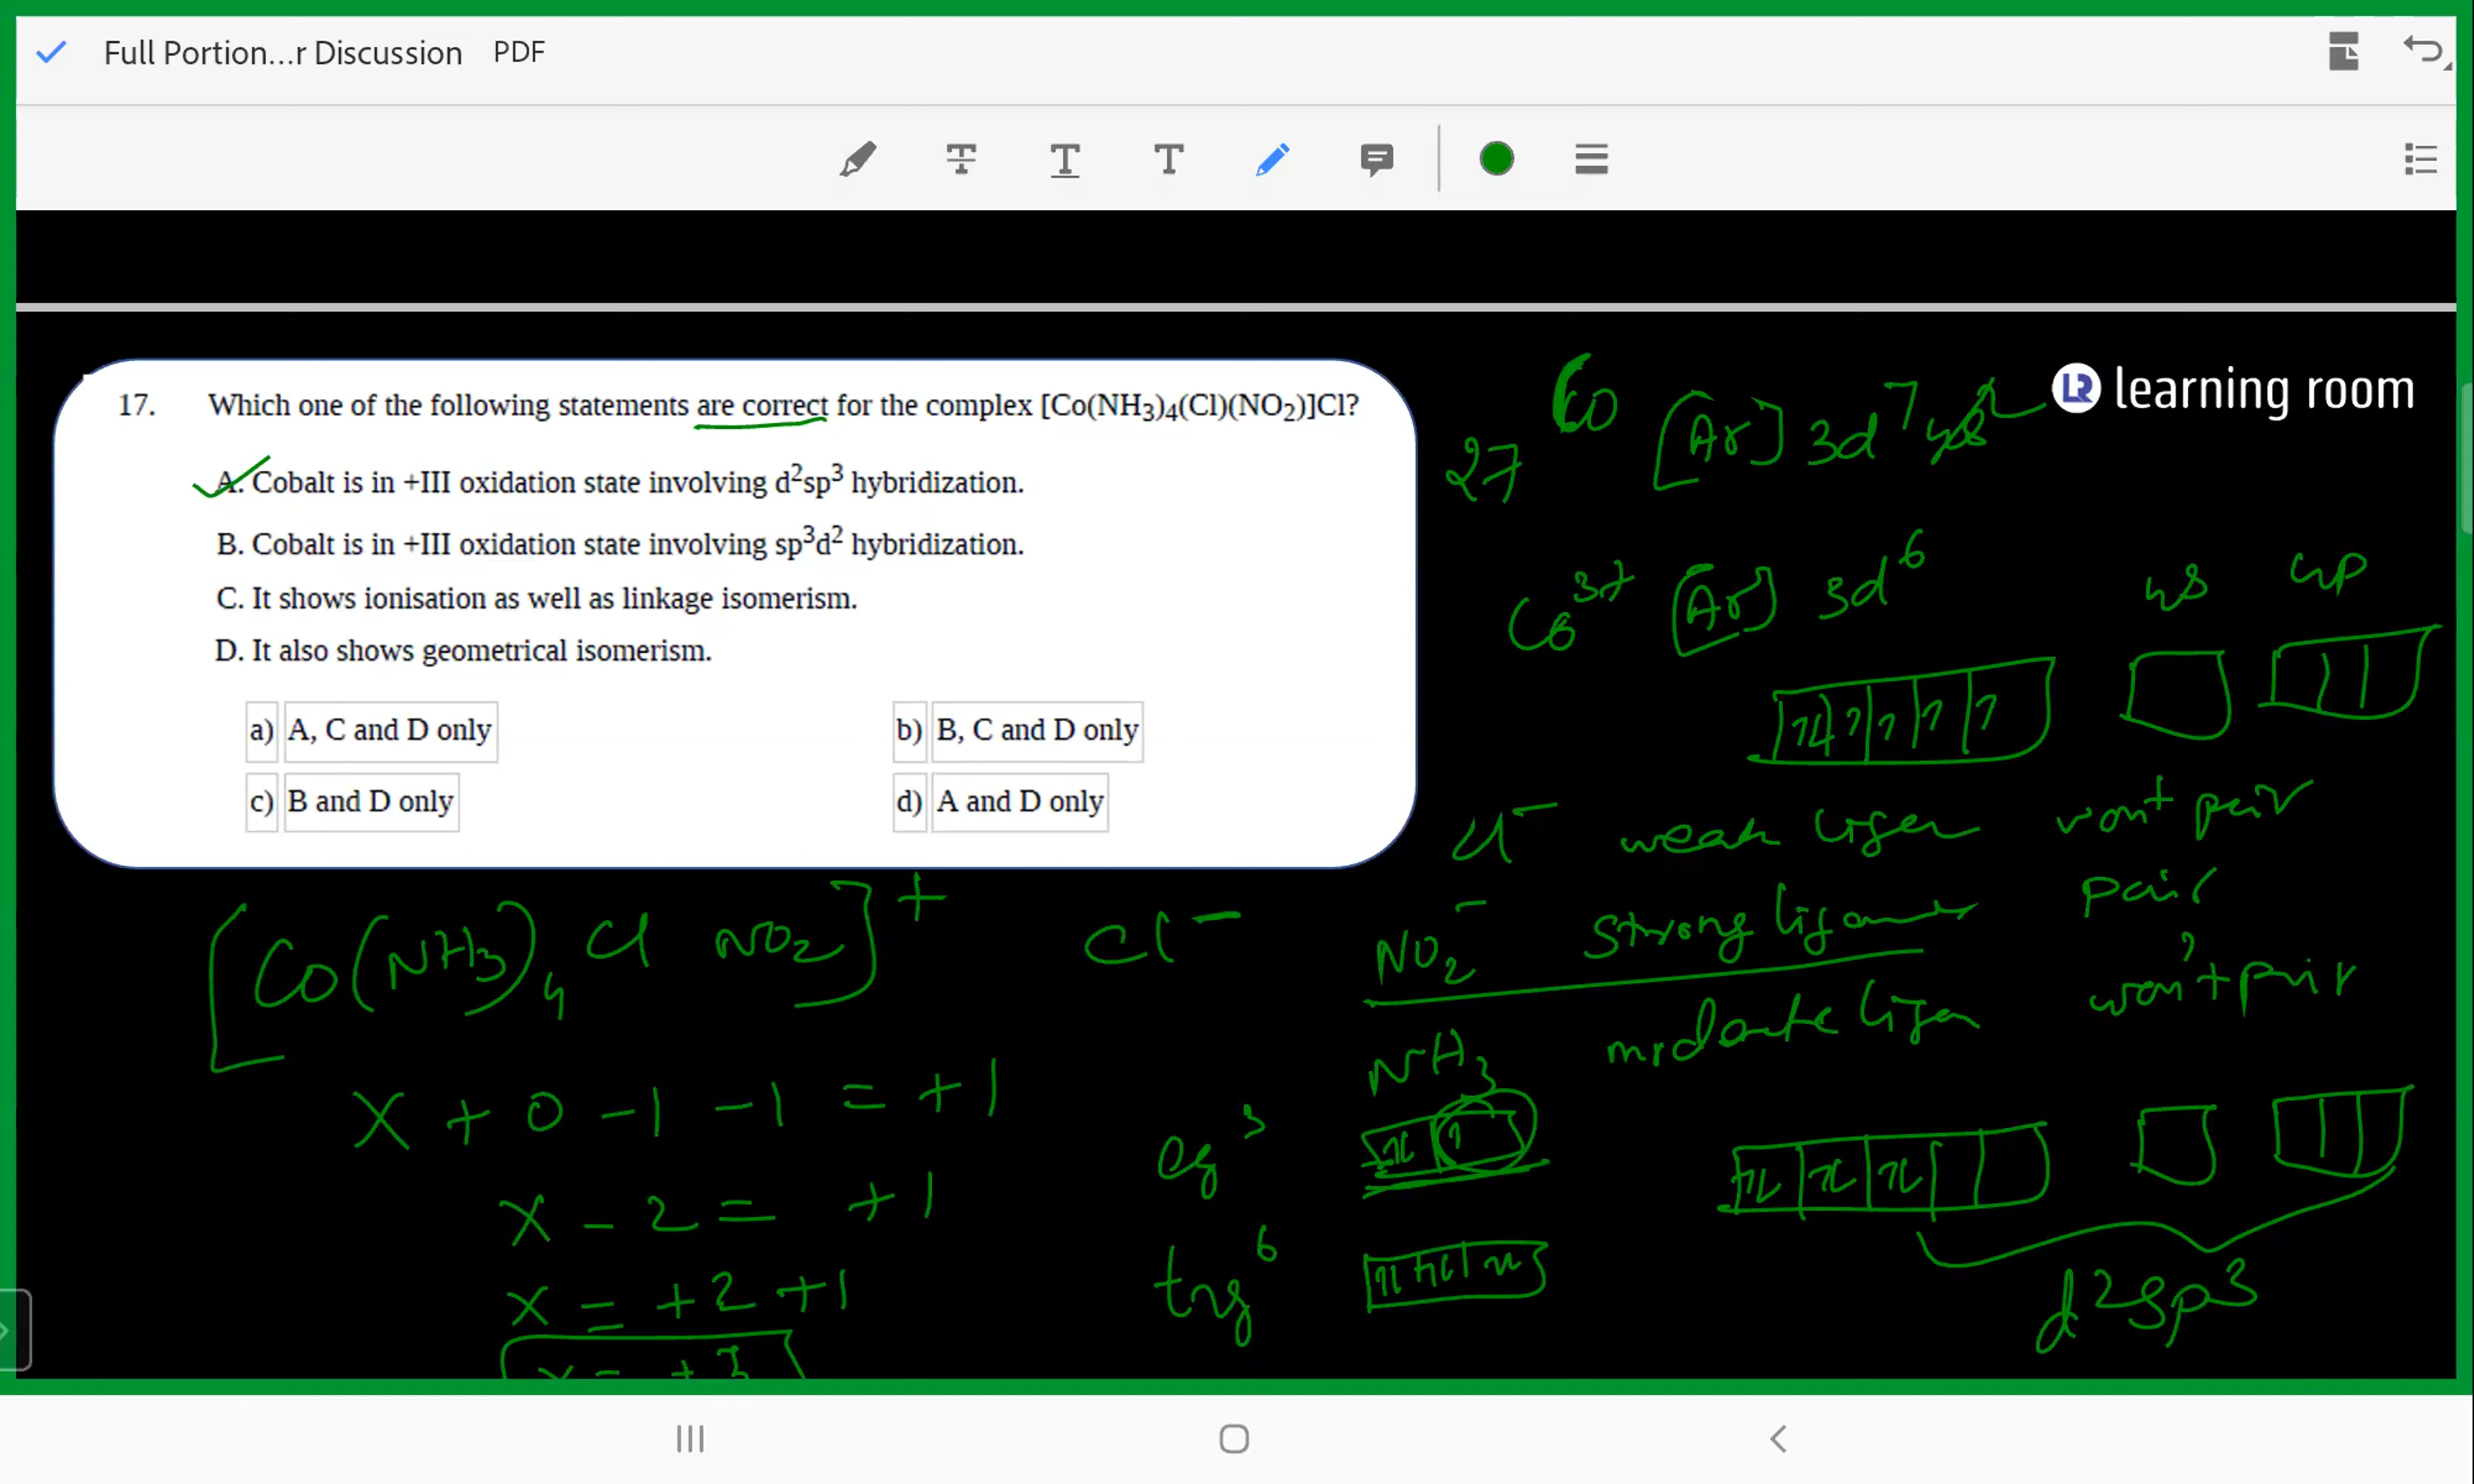 Full Portion...r Discussion PDF
LR learning room
17. Which one of the following statements are correct for the complex [Co(NH3)4(Cl)(NO2)]Cl?
A. Cobalt is in +III oxidation state involving d²sp³ hybridization.
B. Cobalt is in +III oxidation state involving sp³d² hybridization.
C. It shows ionisation as well as linkage isomerism.
D. It also shows geometrical isomerism.
a) A, C and D only
b) B, C and D only
c) B and D only
d) A and D only
27 Co [Ar] 3d⁷ 4s²
Co³⁺ [Ar] 3d⁶
4s 4p
Cl⁻ weak ligan won't pair
NO2⁻ strong ligand pair
NH3 moderate ligan won't pair
[Co(NH3)4 Cl NO2]⁺ Cl⁻
x + 0 - 1 - 1 = +1
x - 2 = +1
x = +2 +1
x = +3
eg³
t2g⁶
d²sp³